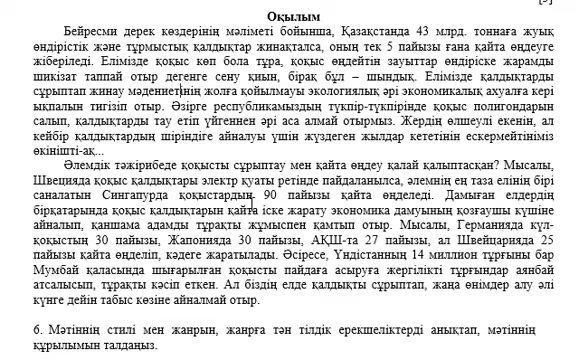 [5]
Оқылым
Бейресми дерек көздерінің мәліметі бойынша, Қазақстанда 43 млрд. тоннаға жуық
өндірістік және тұрмыстық қалдықтар жинақталса, оның тек 5 пайызы ғана қайта өңдеуге
жіберіледі. Елімізде қоқыс көп бола тұра, қоқыс өңдейтін зауыттар өндіріске жарамды
шикізат таппай отыр дегенге сену қиын, бірақ бұл – шындық. Елімізде қалдықтарды
сұрыптап жинау мәдениетінің жолға қойылмауы экологиялық әрі экономикалық ахуалға кері
ықпалын тигізіп отыр. Әзірге республикамыздың түкпір-түкпірінде қоқыс полигондарын
салып, қалдықтарды тау етіп үйгеннен әрі аса алмай отырмыз. Жердің өлшеулі екенін, ал
кейбір қалдықтардың шіріндіге айналуы үшін жүздеген жылдар кететінін ескермейтініміз
өкінішті-ақ...
Әлемдік тәжірибеде қоқысты сұрыптау мен қайта өңдеу қалай қалыптасқан? Мысалы,
Швецияда қоқыс қалдықтары электр қуаты ретінде пайдаланылса, әлемнің ең таза елінің бірі
саналатын Сингапурда қоқыстардың 90 пайызы қайта өңделеді. Дамыған елдердің
бірқатарында қоқыс қалдықтарын қайта іске жарату экономика дамуының қозғаушы күшіне
айналып, қаншама адамды тұрақты жұмыспен қамтып отыр. Мысалы, Германияда күл-
қоқыстың 30 пайызы, Жапонияда 30 пайызы, АҚШ-та 27 пайызы, ал Швейцарияда 25
пайызы қайта өңделіп, кәдеге жаратылады. Әсіресе, Үндістанның 14 миллион тұрғыны бар
Мумбай қаласында шығарылған қоқысты пайдаға асыруға жергілікті тұрғындар аянбай
атсалысып, тұрақты кәсіп еткен. Ал біздің елде қалдықты сұрыптап, жаңа өнімдер алу әлі
күнге дейін табыс көзіне айналмай отыр.
6. Мәтіннің стилі мен жанрын, жанрға тән тілдік ерекшеліктерді анықтап, мәтіннің
құрылымын талдаңыз.